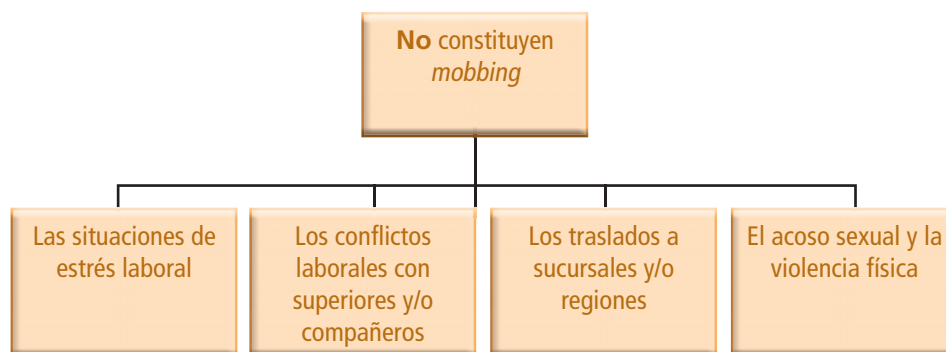 No constituyen
mobbing
Las situaciones de
estrés laboral
Los conflictos
laborales con
superiores y/o
compañeros
Los traslados a
sucursales y/o
regiones
El acoso sexual y la
violencia física